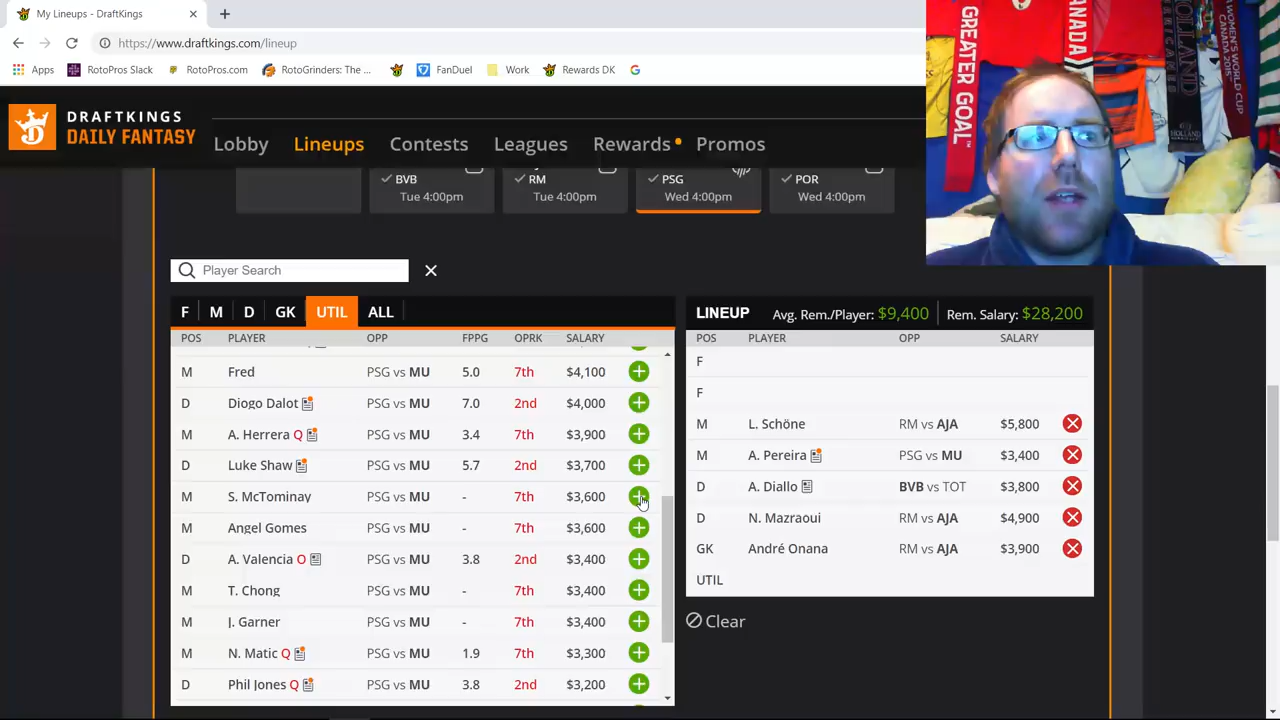 My Lineups - DraftKings
https://www.draftkings.com/lineup
Apps RotoPros Slack RotoPros.com RotoGrinders: The ... FanDuel Work Rewards DK
DRAFTKINGS
DAILY FANTASY
Lobby Lineups Contests Leagues Rewards Promos
BVB RM PSG POR
Tue 4:00pm Tue 4:00pm Wed 4:00pm Wed 4:00pm
Player Search
F M D GK UTIL ALL
POS PLAYER OPP FPPG OPRK SALARY
M Fred PSG vs MU 5.0 7th $4,100
D Diogo Dalot PSG vs MU 7.0 2nd $4,000
M A. Herrera Q PSG vs MU 3.4 7th $3,900
D Luke Shaw PSG vs MU 5.7 2nd $3,700
M S. McTominay PSG vs MU - 7th $3,600
M Angel Gomes PSG vs MU - 7th $3,600
D A. Valencia O PSG vs MU 3.8 2nd $3,400
M T. Chong PSG vs MU - 7th $3,400
M J. Garner PSG vs MU - 7th $3,400
M N. Matic Q PSG vs MU 1.9 7th $3,300
D Phil Jones Q PSG vs MU 3.8 2nd $3,200
LINEUP Avg. Rem./Player: $9,400 Rem. Salary: $28,200
POS PLAYER OPP SALARY
F
F
M L. Schöne RM vs AJA $5,800
M A. Pereira PSG vs MU $3,400
D A. Diallo BVB vs TOT $3,800
D N. Mazraoui RM vs AJA $4,900
GK André Onana RM vs AJA $3,900
UTIL
Clear
GREATER GOAL
CANADA
HOLLAND
WOMEN'S WORLD CUP
CANADA 2015